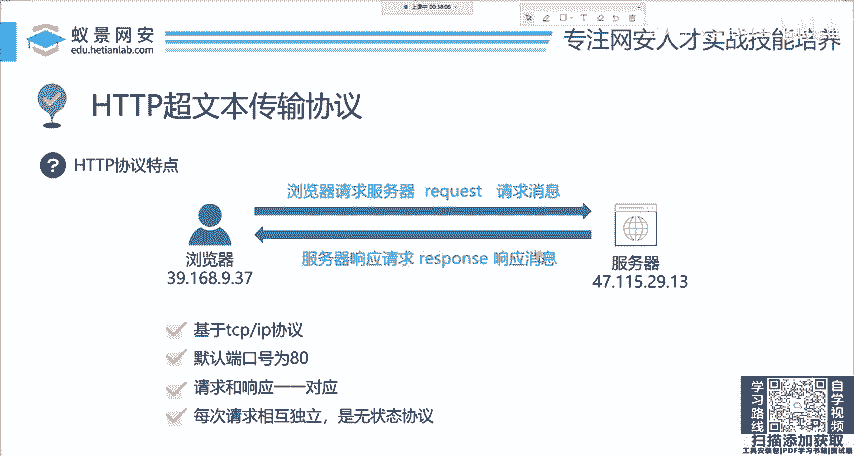 上课中 00:38:06
蚁景网安
edu.hetianlab.com
专注网安人才实战技能培养
HTTP超文本传输协议
? HTTP协议特点
浏览器请求服务器 request 请求消息
服务器响应请求 response 响应消息
浏览器
39.168.9.37
服务器
47.115.29.13
基于tcp/ip协议
默认端口号为80
请求和响应一一对应
每次请求相互独立，是无状态协议
学习路线
自学视频
扫描添加获取
工具安装包|PDF学习书籍|面试题